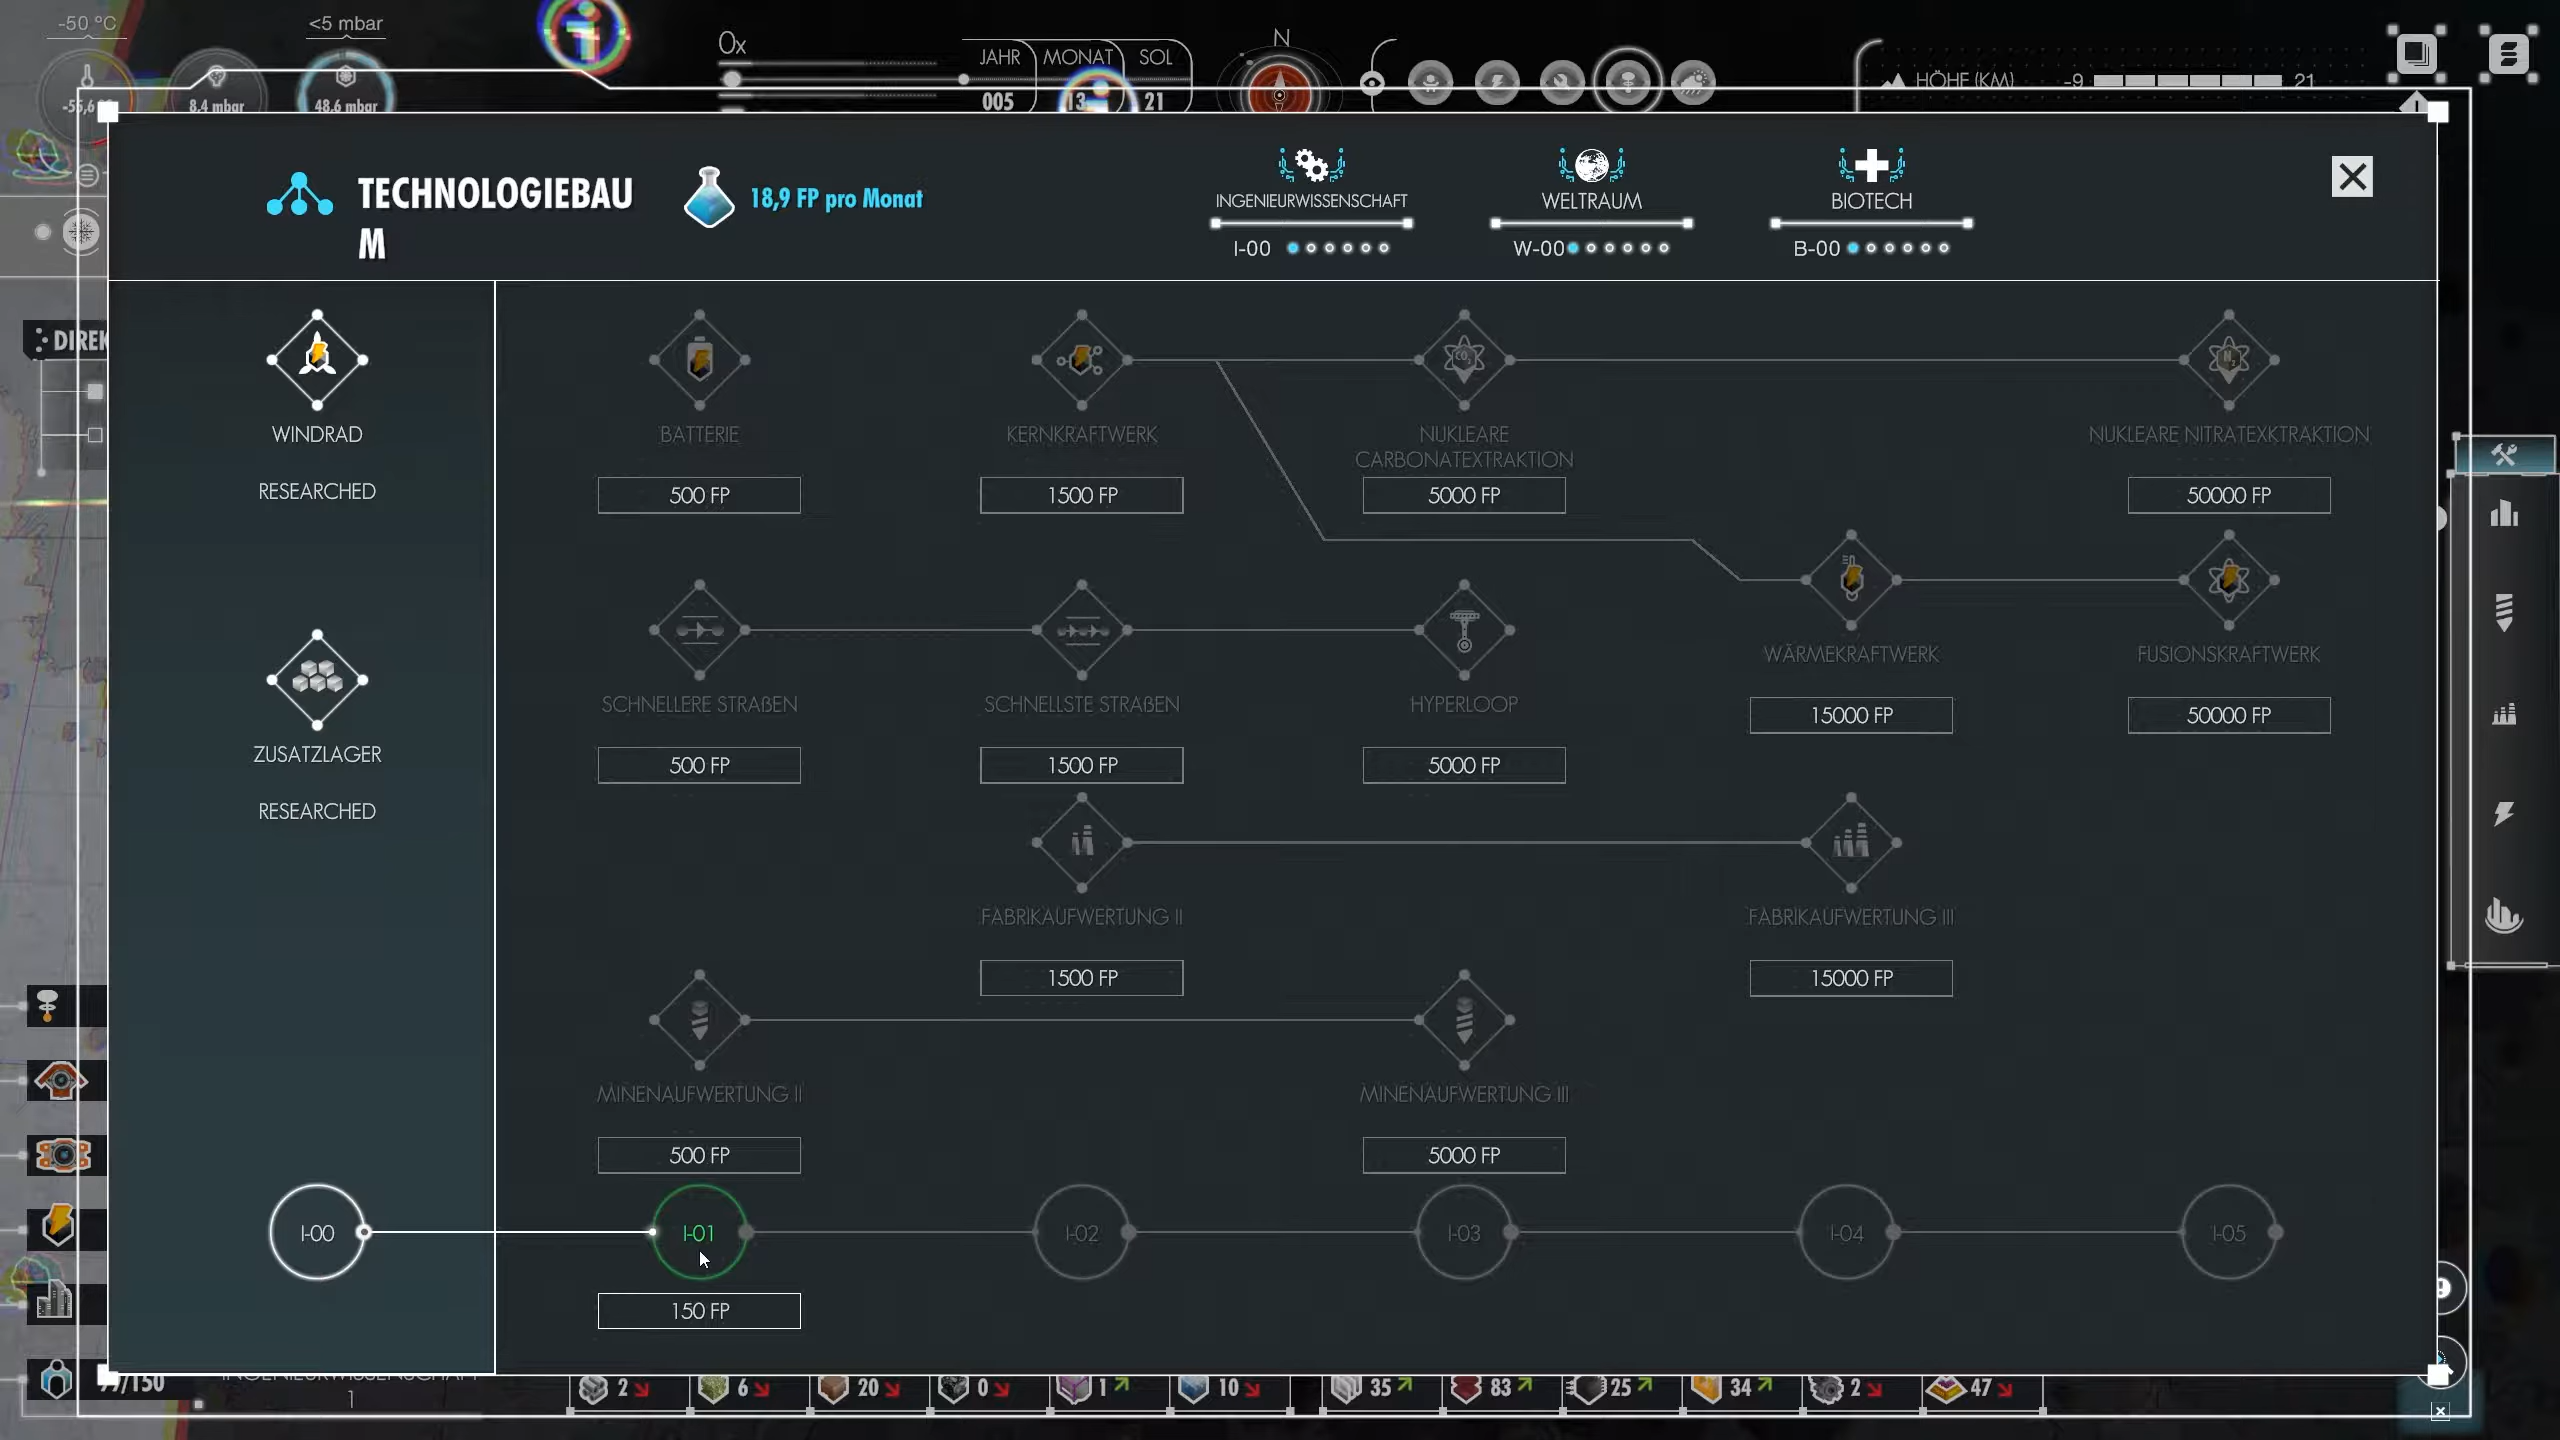 -50 °C
<5 mbar
0x
JAHR
MONAT
SOL
N
005
13
21
HÖHE (KM)
-9
21
8,4 mbar
48,6 mbar
TECHNOLOGIEBAU
M
18,9 FP pro Monat
INGENIEURWISSENSCHAFT
WELTRAUM
BIOTECH
I-00
W-00
B-00
DIREK
WINDRAD
RESEARCHED
BATTERIE
500 FP
KERNKRAFTWERK
1500 FP
NUKLEARE
CARBONATEXTRAKTION
5000 FP
NUKLEARE NITRATEXKTRAKTION
50000 FP
ZUSATZLAGER
RESEARCHED
SCHNELLERE STRAßEN
500 FP
SCHNELLSTE STRAßEN
1500 FP
HYPERLOOP
5000 FP
WÄRMEKRAFTWERK
15000 FP
FUSIONSKRAFTWERK
50000 FP
FABRIKAUFWERTUNG II
1500 FP
FABRIKAUFWERTUNG III
15000 FP
MINENAUFWERTUNG II
500 FP
MINENAUFWERTUNG III
5000 FP
I-00
I-01
I-02
I-03
I-04
I-05
150 FP
INGENIEURWISSENSCHAFT
1
2
6
20
0
1
10
35
83
25
34
2
47